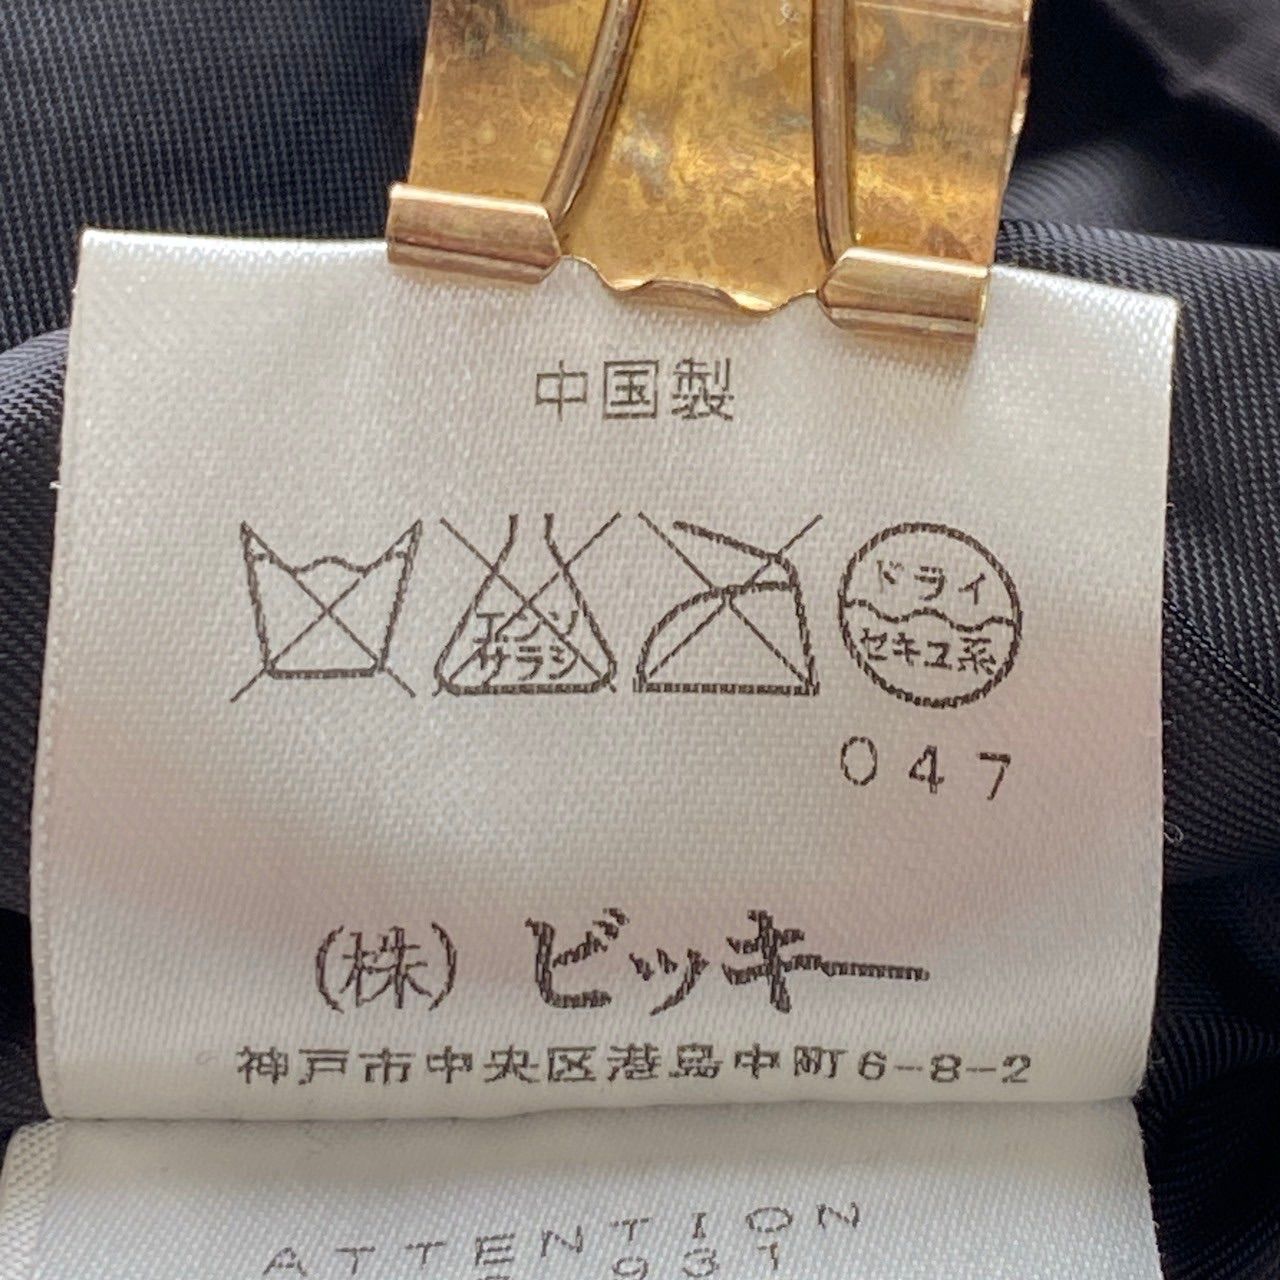 中国製
エンソ
サラシ
ドライ
セキユ系
047
(株) ビッキー
神戸市中央区港島中町6-8-2
ATTENTION
931